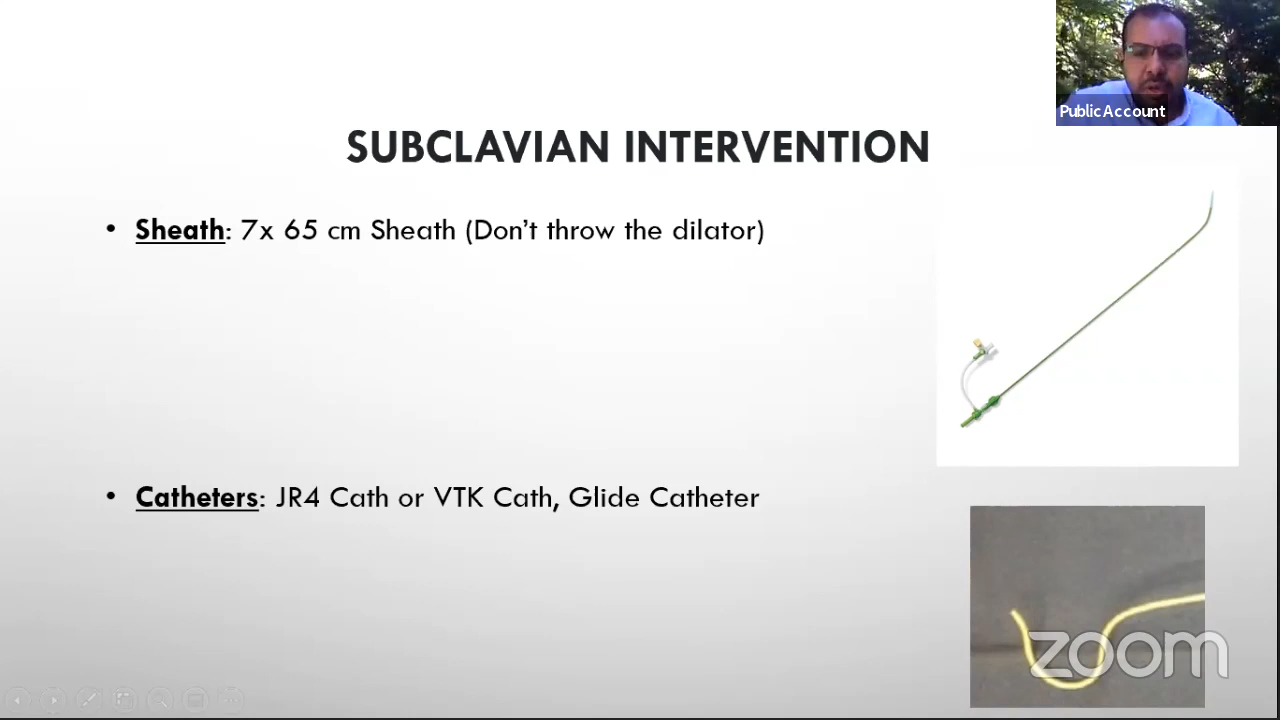 Public Account
SUBCLAVIAN INTERVENTION
• Sheath: 7x 65 cm Sheath (Don’t throw the dilator)
• Catheters: JR4 Cath or VTK Cath, Glide Catheter
zoom